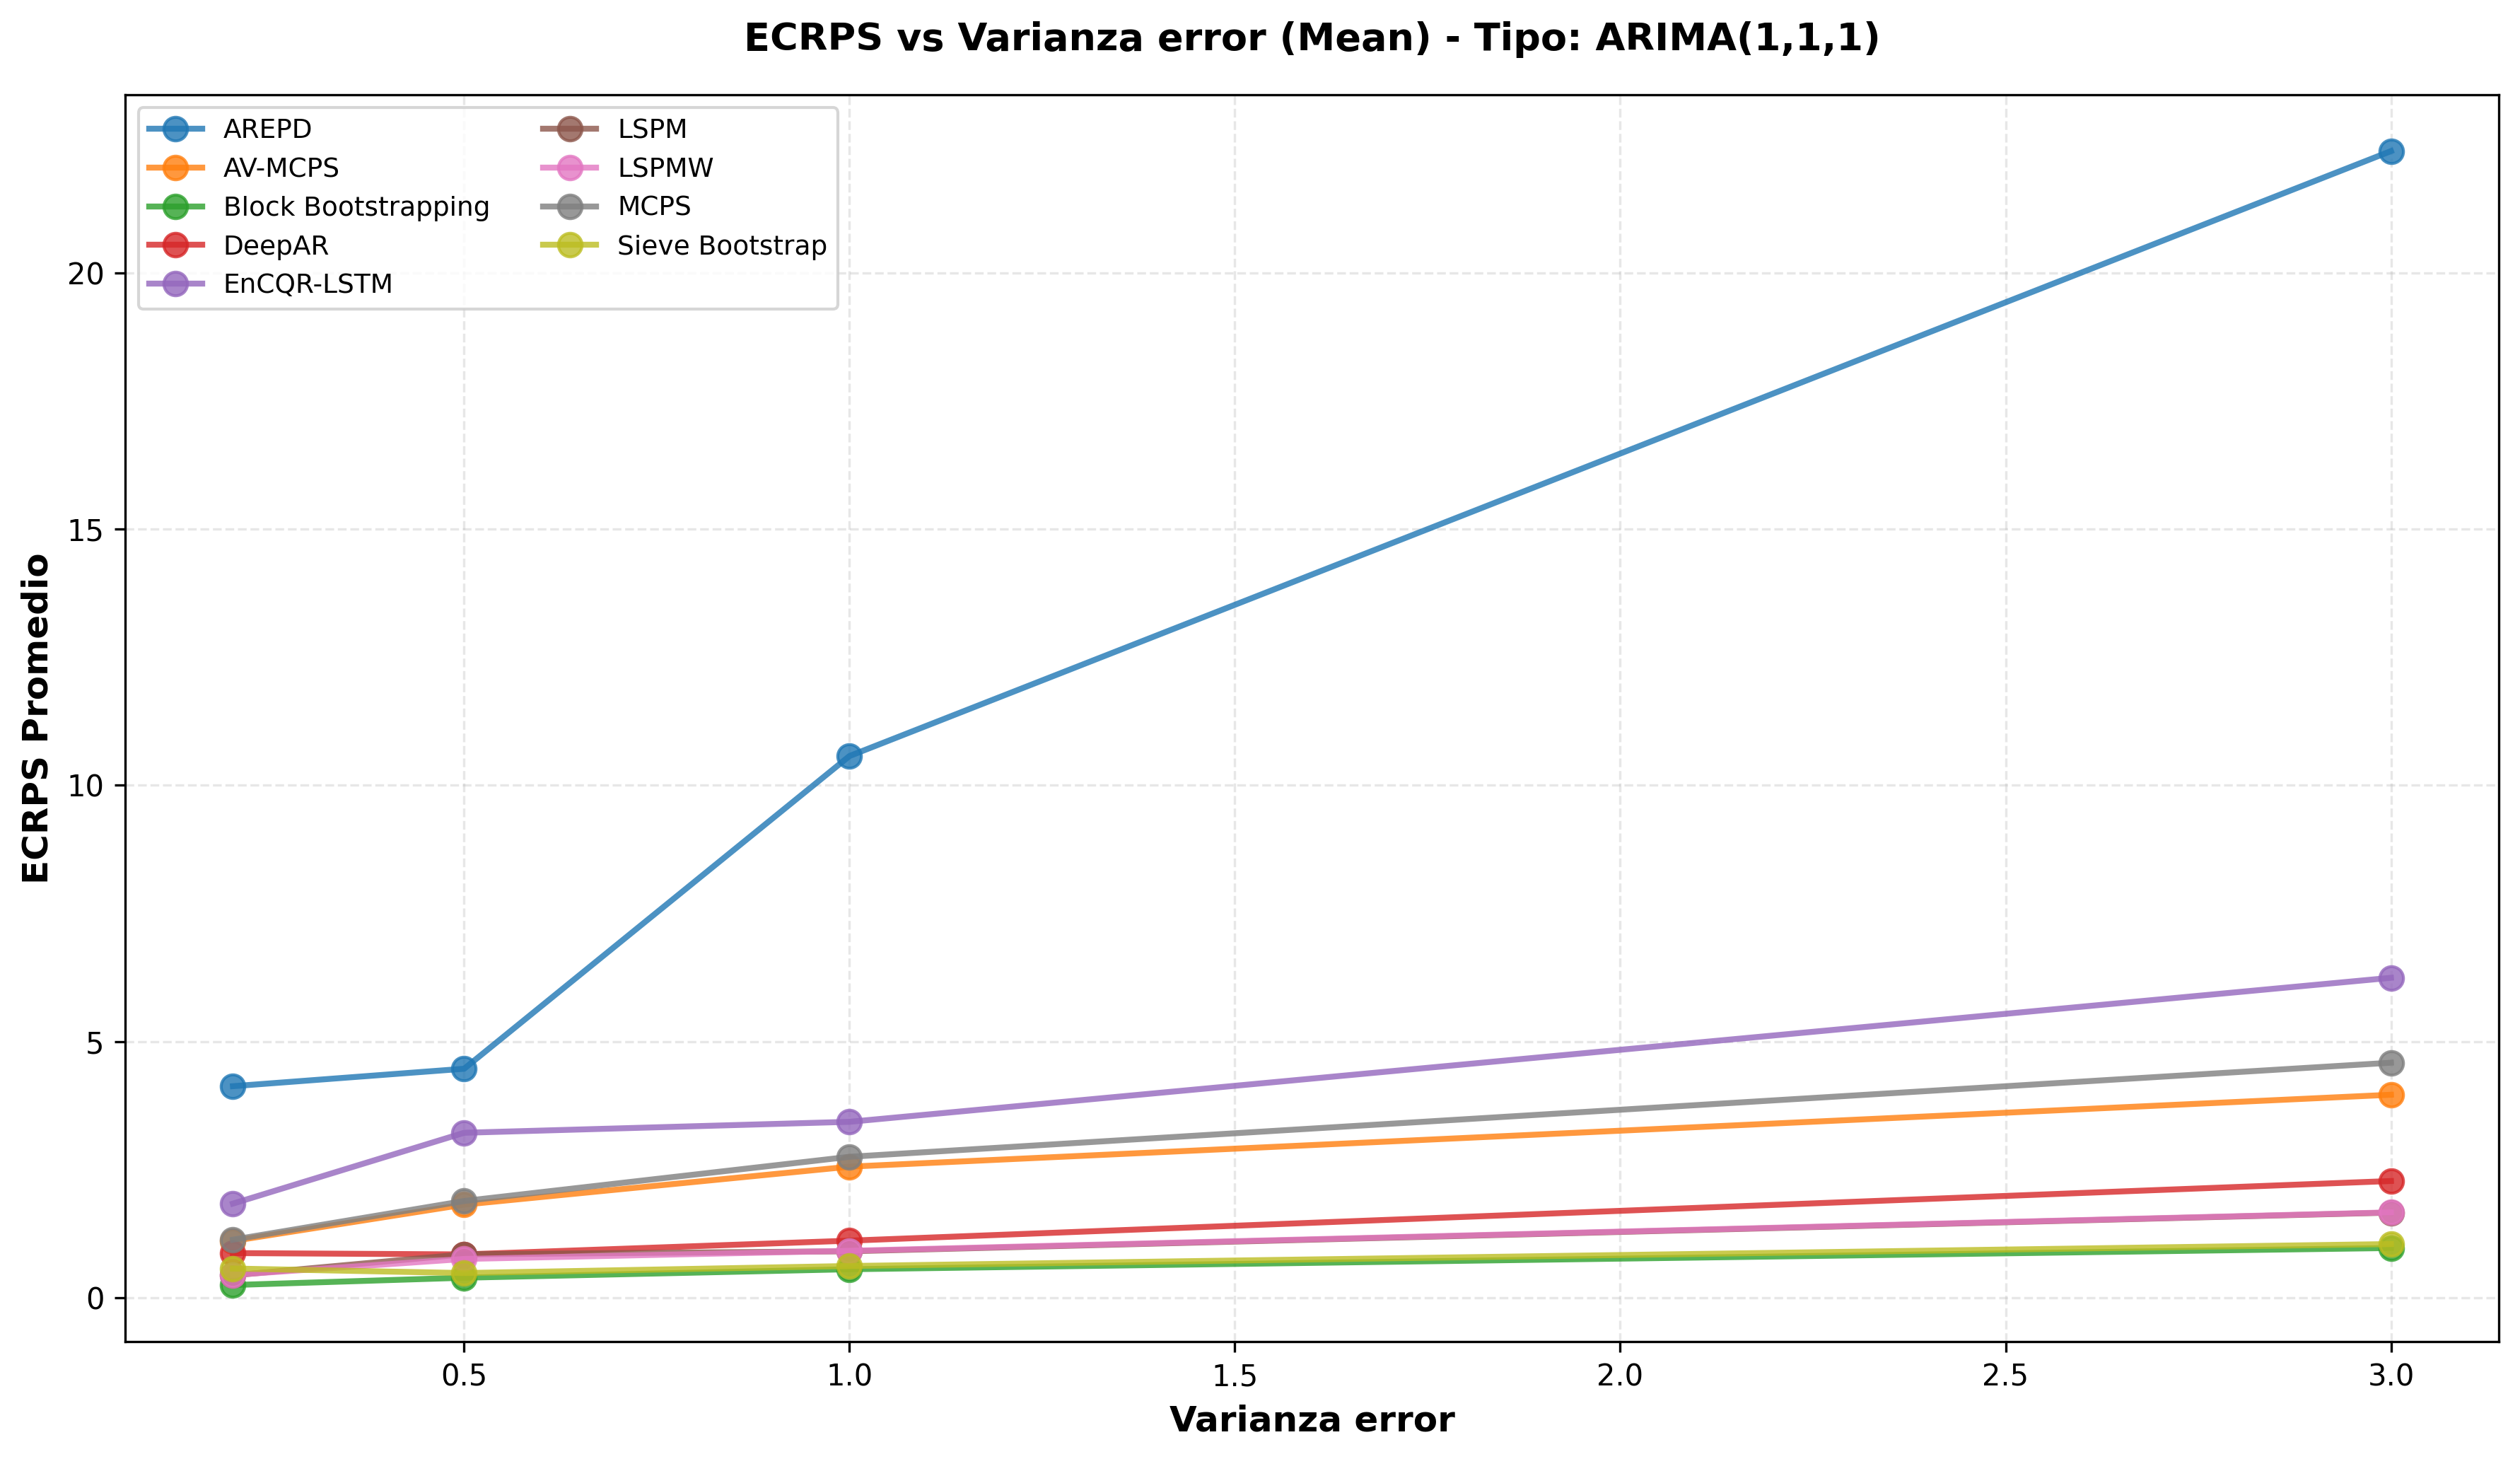 ECRPS vs Varianza error (Mean) - Tipo: ARIMA(1,1,1)
AREPD
AV-MCPS
Block Bootstrapping
DeepAR
EnCQR-LSTM
LSPM
LSPMW
MCPS
Sieve Bootstrap
ECRPS Promedio
20
15
10
5
0
0.5
1.0
1.5
2.0
2.5
3.0
Varianza error